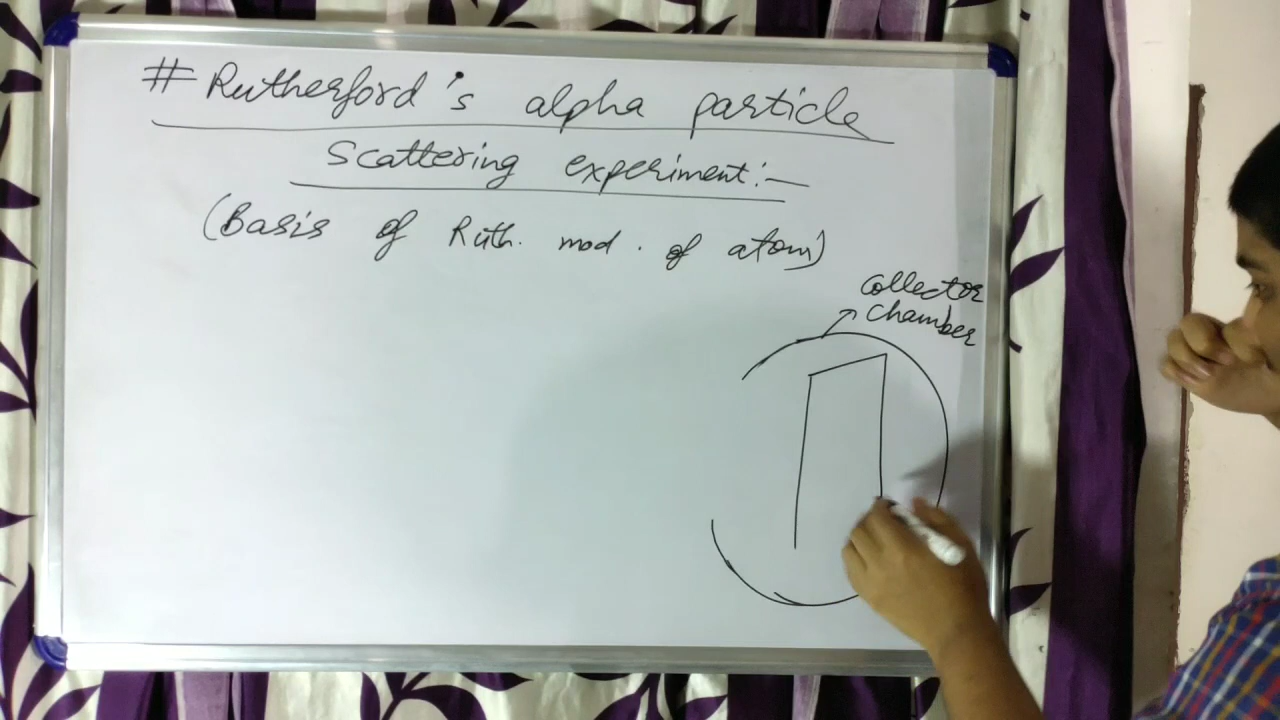 # Rutherford's alpha particle
Scattering experiment:-
(Basis of Ruth. mod. of atom)
Collector
Chamber